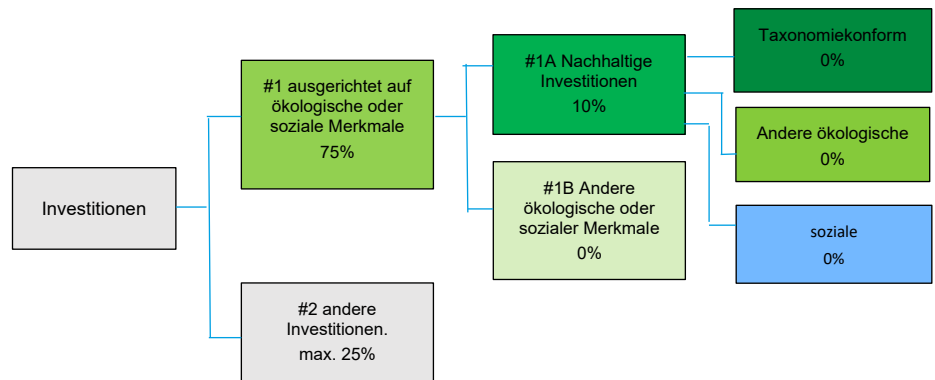 Investitionen
#1 ausgerichtet auf
ökologische oder
soziale Merkmale
75%
#2 andere
Investitionen.
max. 25%
#1A Nachhaltige
Investitionen
10%
#1B Andere
ökologische oder
sozialer Merkmale
0%
Taxonomiekonform
0%
Andere ökologische
0%
soziale
0%